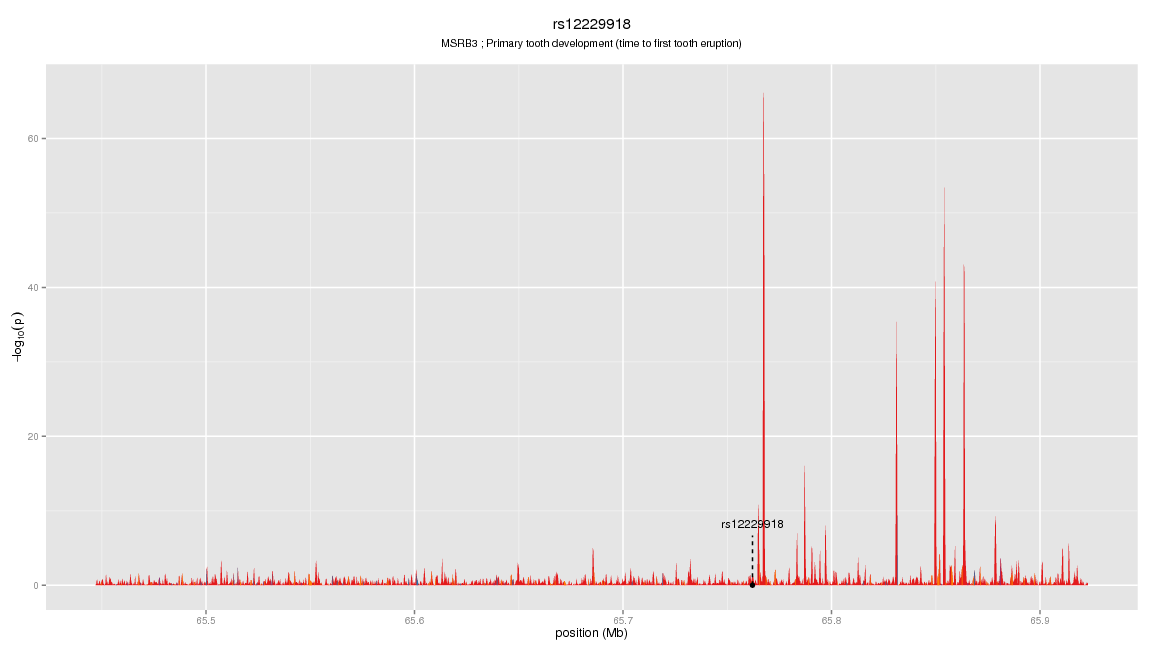 rs12229918
MSRB3 ; Primary tooth development (time to first tooth eruption)
60
40
20
0
−log10(p)
rs12229918
65.5 65.6 65.7 65.8 65.9
position (Mb)